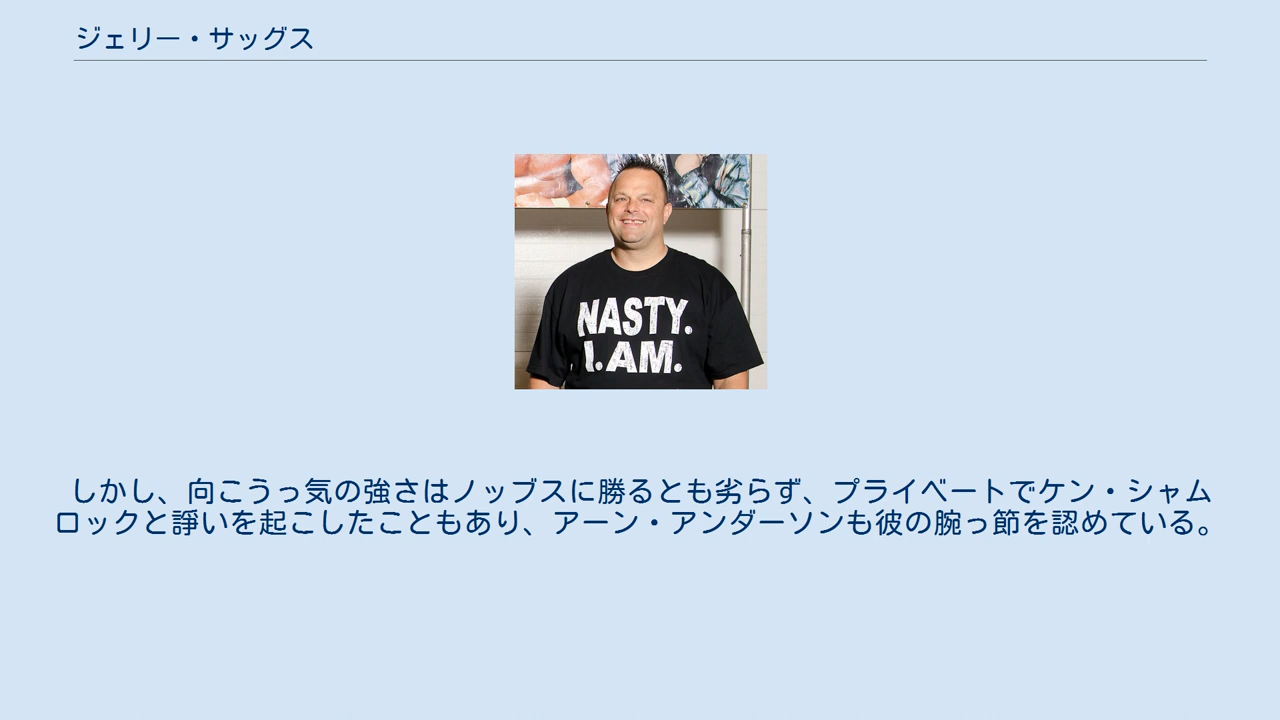 ジェリー・サッグス
NASTY.
I.AM.
しかし、向こうっ気の強さはノッブスに勝るとも劣らず、プライベートでケン・シャム
ロックと諍いを起こしたこともあり、アーン・アンダーソンも彼の腕っ節を認めている。